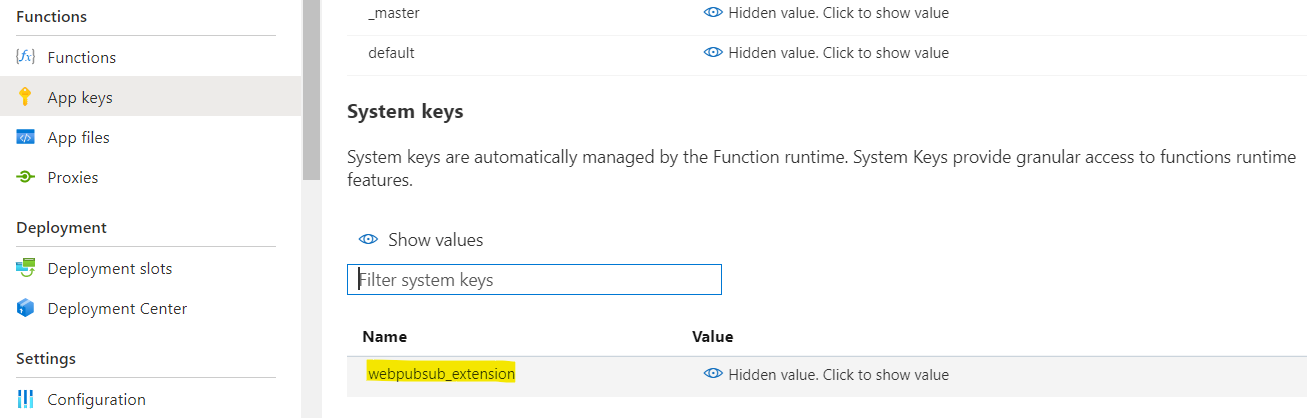 Functions
Functions
App keys
App files
Proxies
Deployment
Deployment slots
Deployment Center
Settings
Configuration
_master Hidden value. Click to show value
default Hidden value. Click to show value
System keys
System keys are automatically managed by the Function runtime. System Keys provide granular access to functions runtime
features.
Show values
Filter system keys
Name Value
webpubsub_extension Hidden value. Click to show value